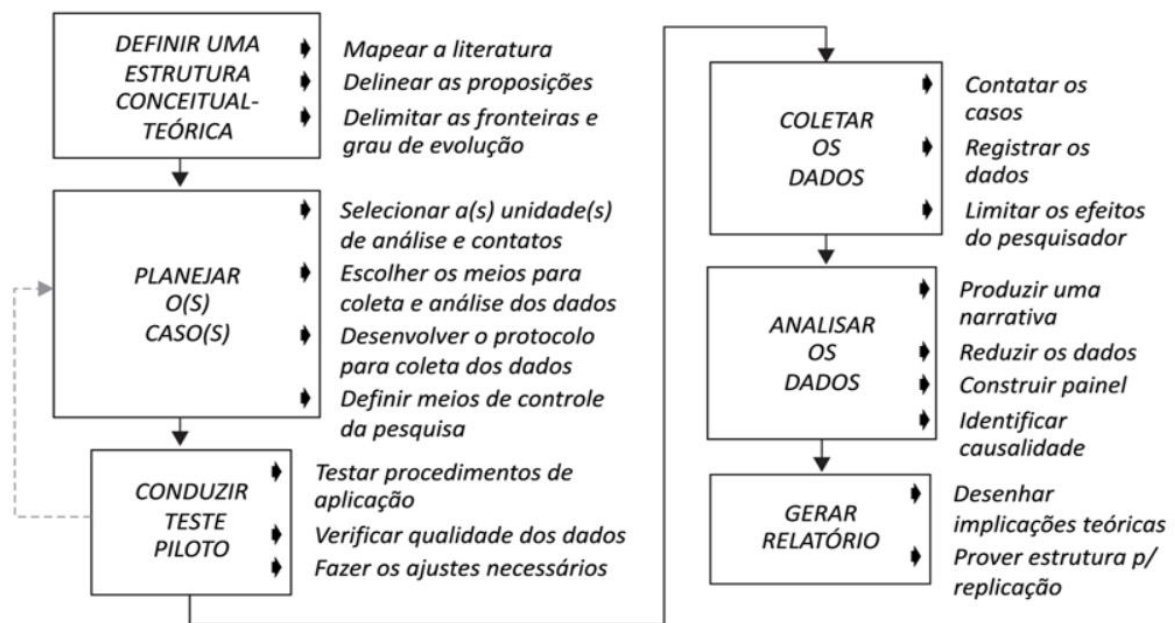 DEFINIR UMA
ESTRUTURA
CONCEITUAL-
TEÓRICA
Mapear a literatura
Delinear as proposições
Delimitar as fronteiras e
grau de evolução
PLANEJAR
O(S)
CASO(S)
Selecionar a(s) unidade(s)
de análise e contatos
Escolher os meios para
coleta e análise dos dados
Desenvolver o protocolo
para coleta dos dados
Definir meios de controle
da pesquisa
CONDUZIR
TESTE
PILOTO
Testar procedimentos de
aplicação
Verificar qualidade dos dados
Fazer os ajustes necessários
COLETAR
OS
DADOS
Contatar os
casos
Registrar os
dados
Limitar os efeitos
do pesquisador
ANALISAR
OS
DADOS
Produzir uma
narrativa
Reduzir os dados
Construir painel
Identificar
causalidade
GERAR
RELATÓRIO
Desenhar
implicações teóricas
Prover estrutura p/
replicação